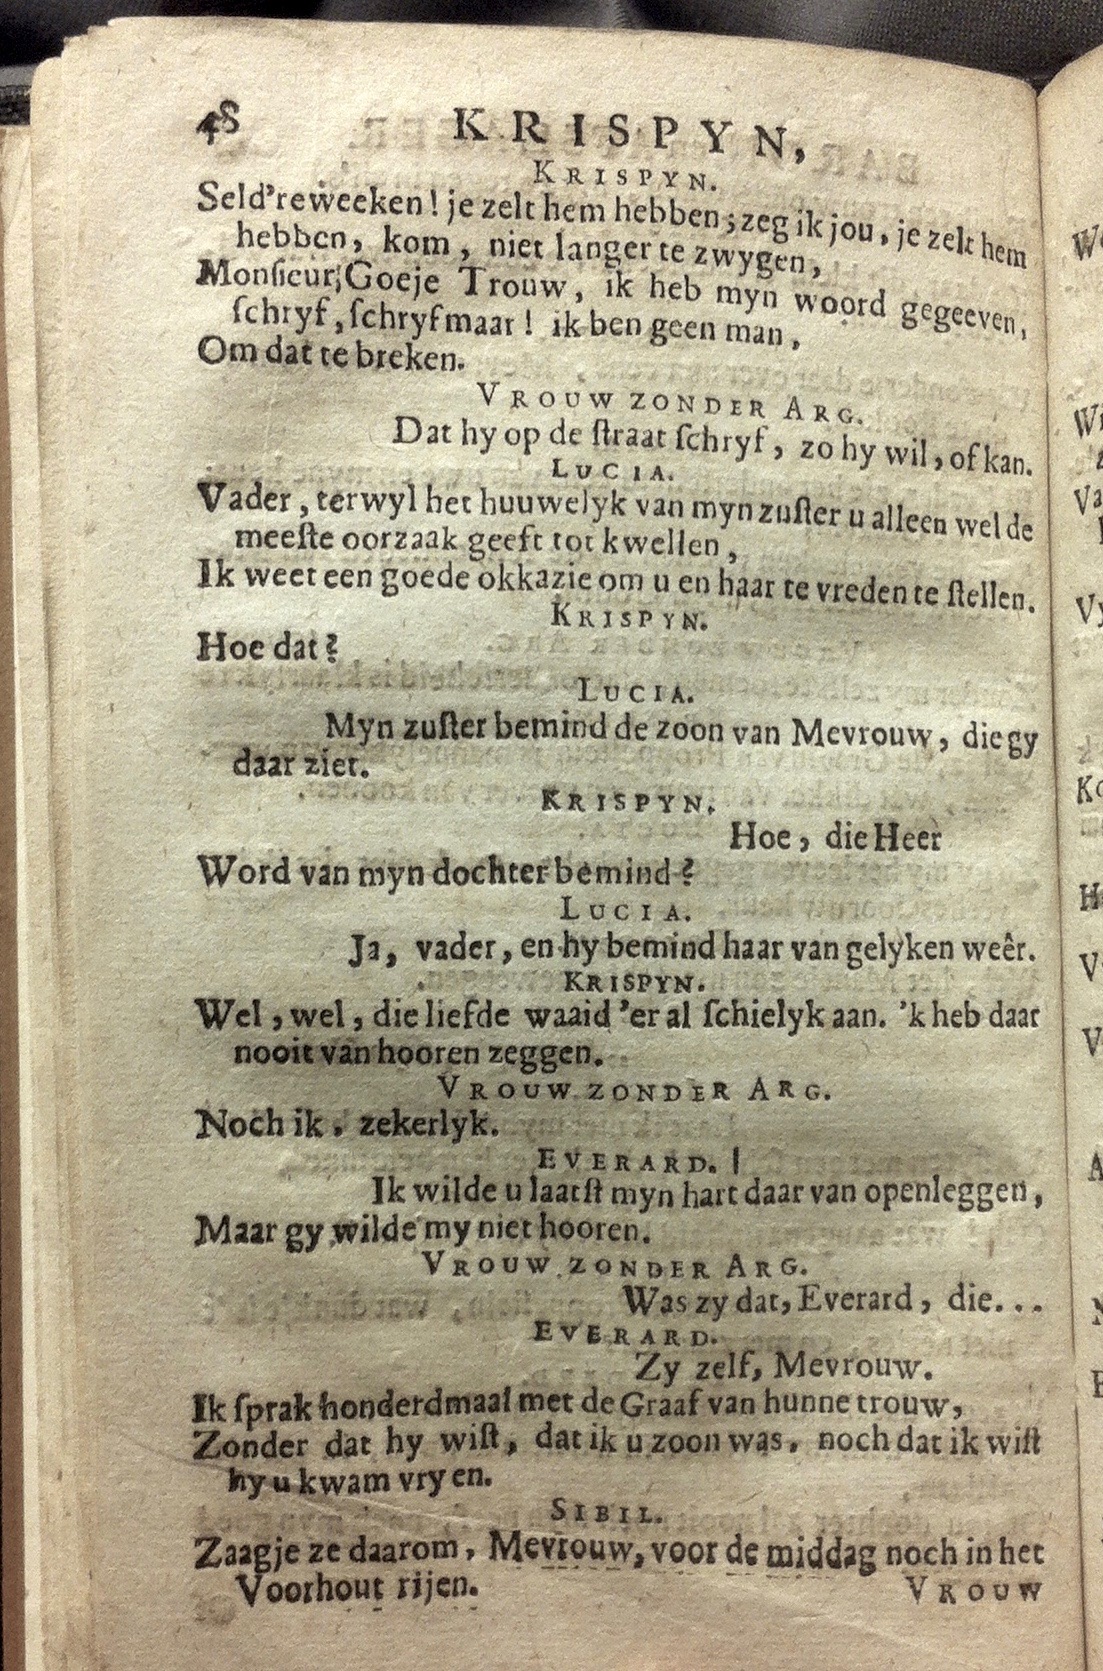 48 KRISPYN,
KRISPYN.
Seld’reweeken! je zelt hem hebben; zeg ik jou, je zelt hem
hebben, kom, niet langer te zwygen,
Monſieur, Goeje Trouw, ik heb myn woord gegeeven,
ſchryf, ſchryf maar! ik ben geen man,
Om dat te breken.
VROUW ZONDER ARG.
Dat hy op de ſtraat ſchryf, zo hy wil, of kan.
LUCIA.
Vader, terwyl het huuwelyk van myn zuſter u alleen wel de
meeſte oorzaak geeft tot kwellen,
Ik weet een goede okkazie om u en haar te vreden te ſtellen.
KRISPYN.
Hoe dat?
LUCIA.
Myn zuſter bemind de zoon van Mevrouw, die gy
daar ziet.
KRISPYN.
Hoe, die Heer
Word van myn dochter bemind?
LUCIA.
Ja, vader, en hy bemind haar van gelyken weêr.
KRISPYN.
Wel, wel, die liefde waaid ’er al ſchielyk aan. ’k heb daar
nooit van hooren zeggen.
VROUW ZONDER ARG.
Noch ik. zekerlyk.
EVERARD.
Ik wilde u laatſt myn hart daar van openleggen,
Maar gy wilde my niet hooren.
VROUW ZONDER ARG.
Was zy dat, Everard, die...
EVERARD.
Zy zelf, Mevrouw.
Ik ſprak honderdmaal met de Graaf van hunne trouw,
Zonder dat hy wiſt, dat ik u zoon was, noch dat ik wiſt
hy u kwam vryen.
SIBIL.
Zaagje ze daarom, Mevrouw, voor de middag noch in het
Voorhout rijen.
VROUW